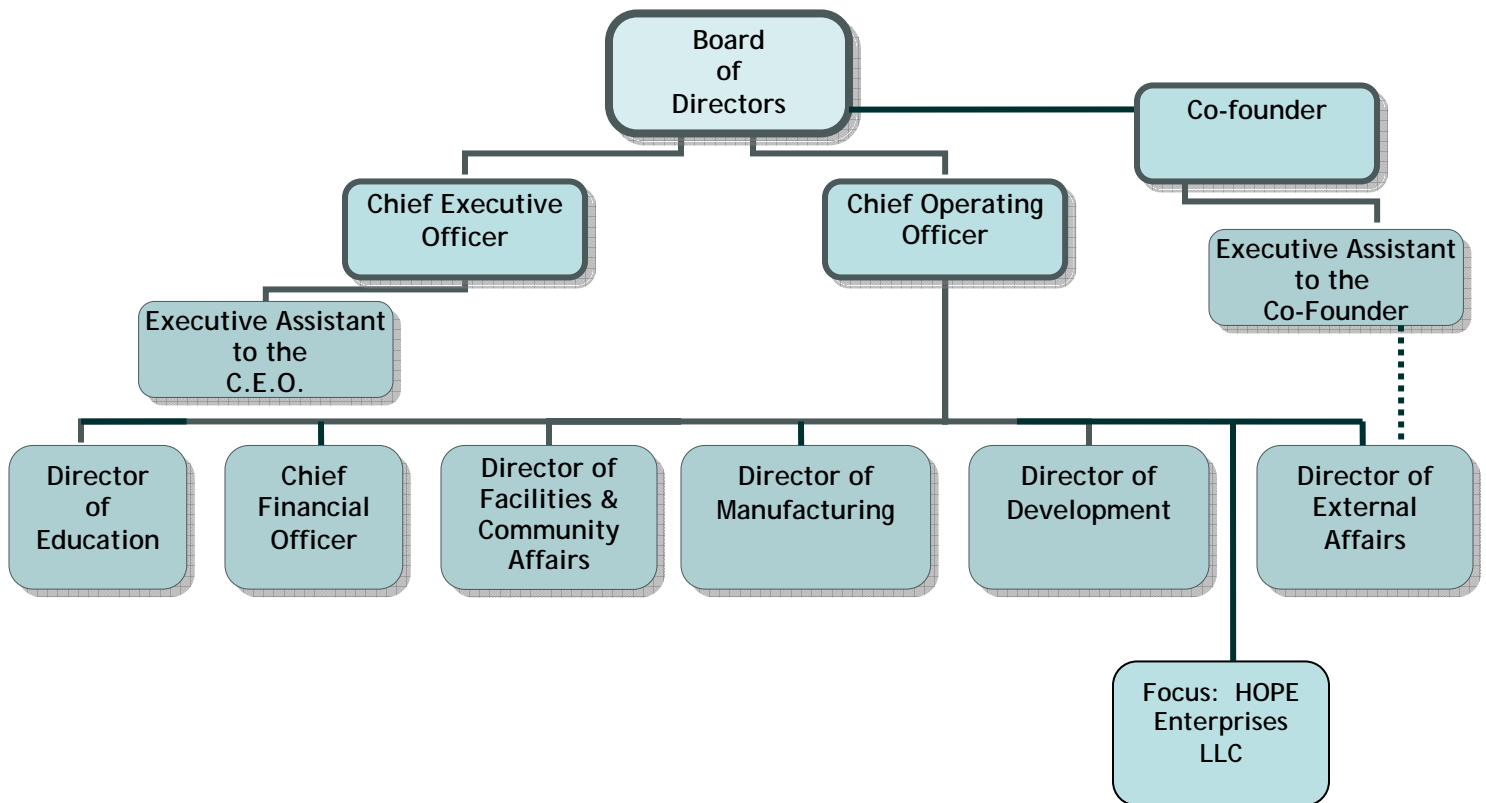 Board
of
Directors
Co-founder
Chief Executive
Officer
Chief Operating
Officer
Executive Assistant
to the
Co-Founder
Executive Assistant
to the
C.E.O.
Director
of
Education
Chief
Financial
Officer
Director of
Facilities &
Community
Affairs
Director of
Manufacturing
Director of
Development
Director of
External
Affairs
Focus:  HOPE
Enterprises
LLC